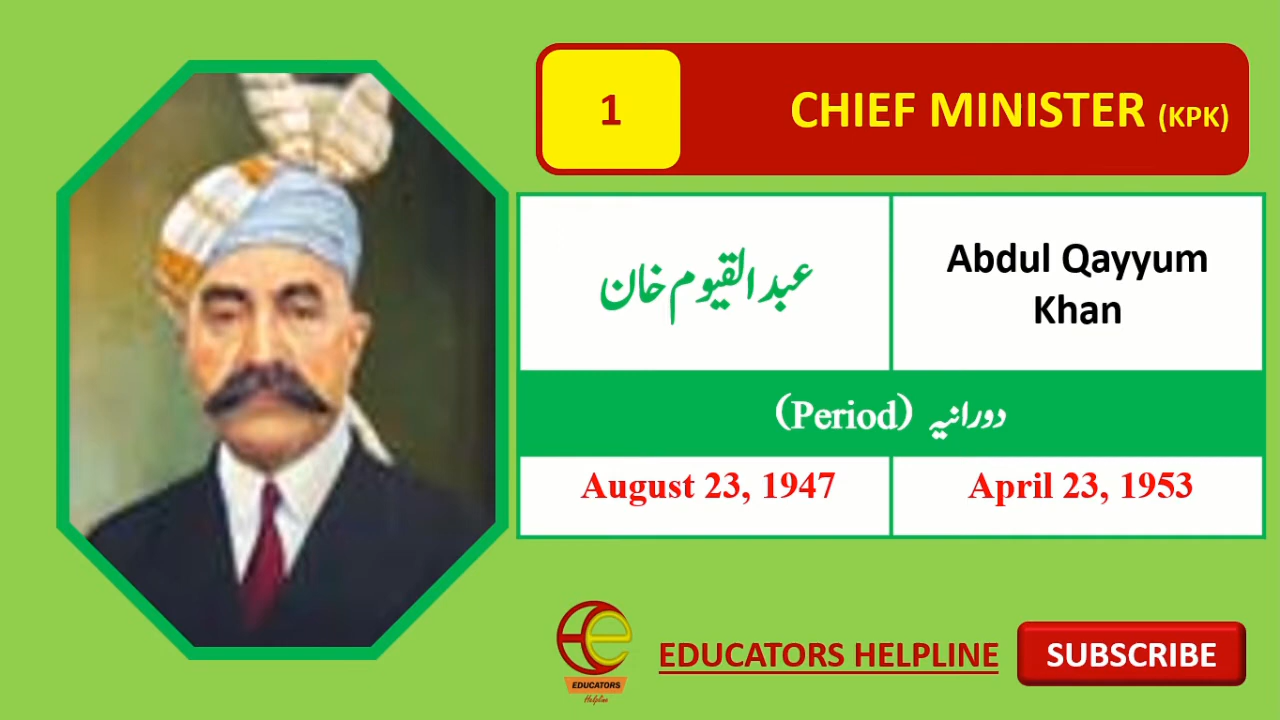 1
CHIEF MINISTER (KPK)
عبدالقیوم خان
Abdul Qayyum
Khan
دورانیہ (Period)
August 23, 1947
April 23, 1953
EDUCATORS
Helpline
EDUCATORS HELPLINE
SUBSCRIBE